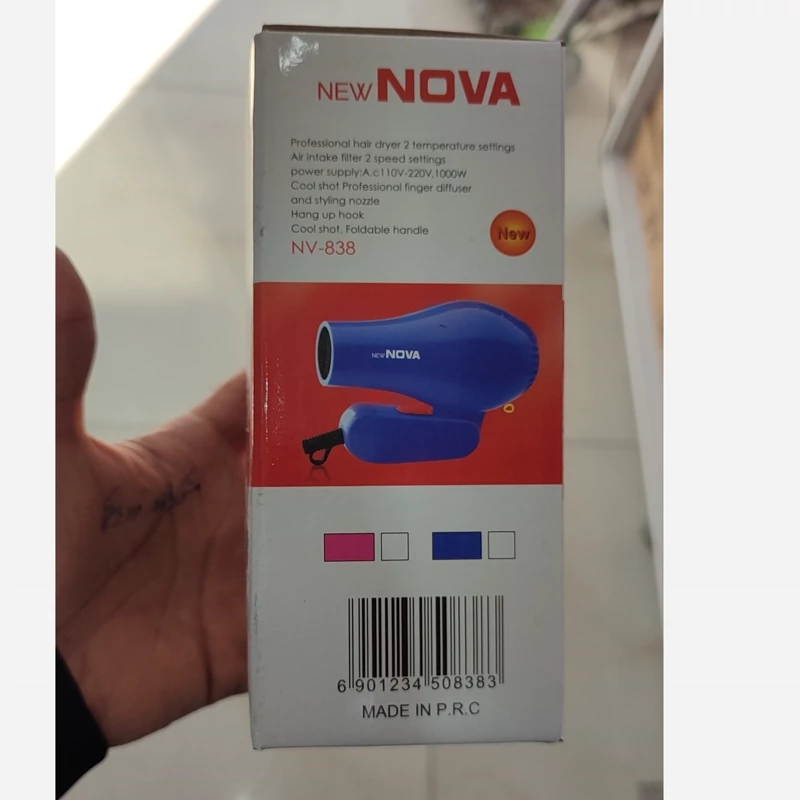 NEW NOVA
Professional hair dryer 2 temperature settings
Air Intake filter 2 speed settings
power supply:A.c110V-220V,1000W
Cool shot Professional finger diffuser
and styling nozzle
Hang up hook
Cool shot. Foldable handle
NV-838
New
NEW NOVA
6 901234 508383
MADE IN P.R.C